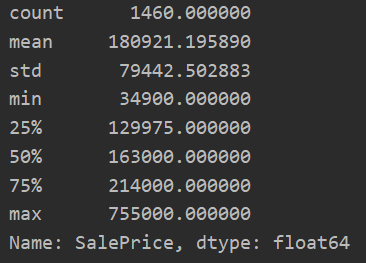 count      1460.000000
mean     180921.195890
std       79442.502883
min       34900.000000
25%      129975.000000
50%      163000.000000
75%      214000.000000
max      755000.000000
Name: SalePrice, dtype: float64